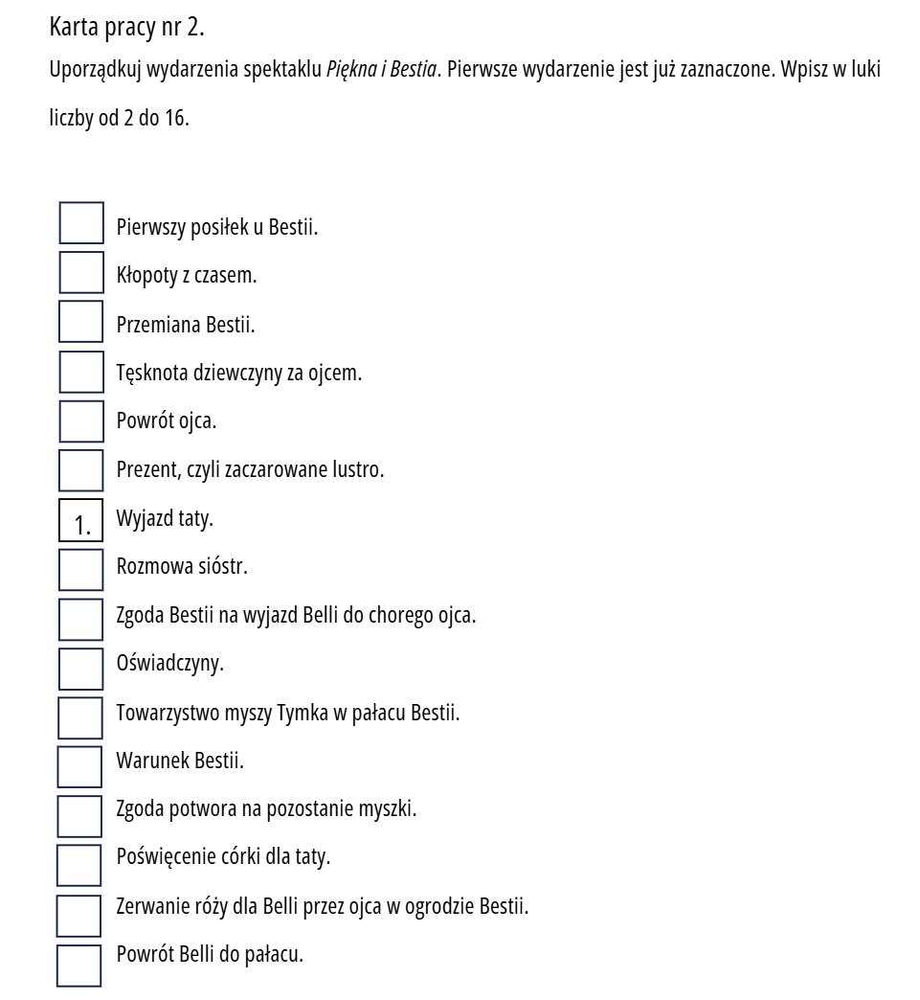 Karta pracy nr 2.
Uporządkuj wydarzenia spektaklu Piękna i Bestia. Pierwsze wydarzenie jest już zaznaczone. Wpisz w luki
liczby od 2 do 16.
Pierwszy posiłek u Bestii.
Kłopoty z czasem.
Przemiana Bestii.
Tęsknota dziewczyny za ojcem.
Powrót ojca.
Prezent, czyli zaczarowane lustro.
1. Wyjazd taty.
Rozmowa sióstr.
Zgoda Bestii na wyjazd Belli do chorego ojca.
Oświadczyny.
Towarzystwo myszy Tymka w pałacu Bestii.
Warunek Bestii.
Zgoda potwora na pozostanie myszki.
Poświęcenie córki dla taty.
Zerwanie róży dla Belli przez ojca w ogrodzie Bestii.
Powrót Belli do pałacu.